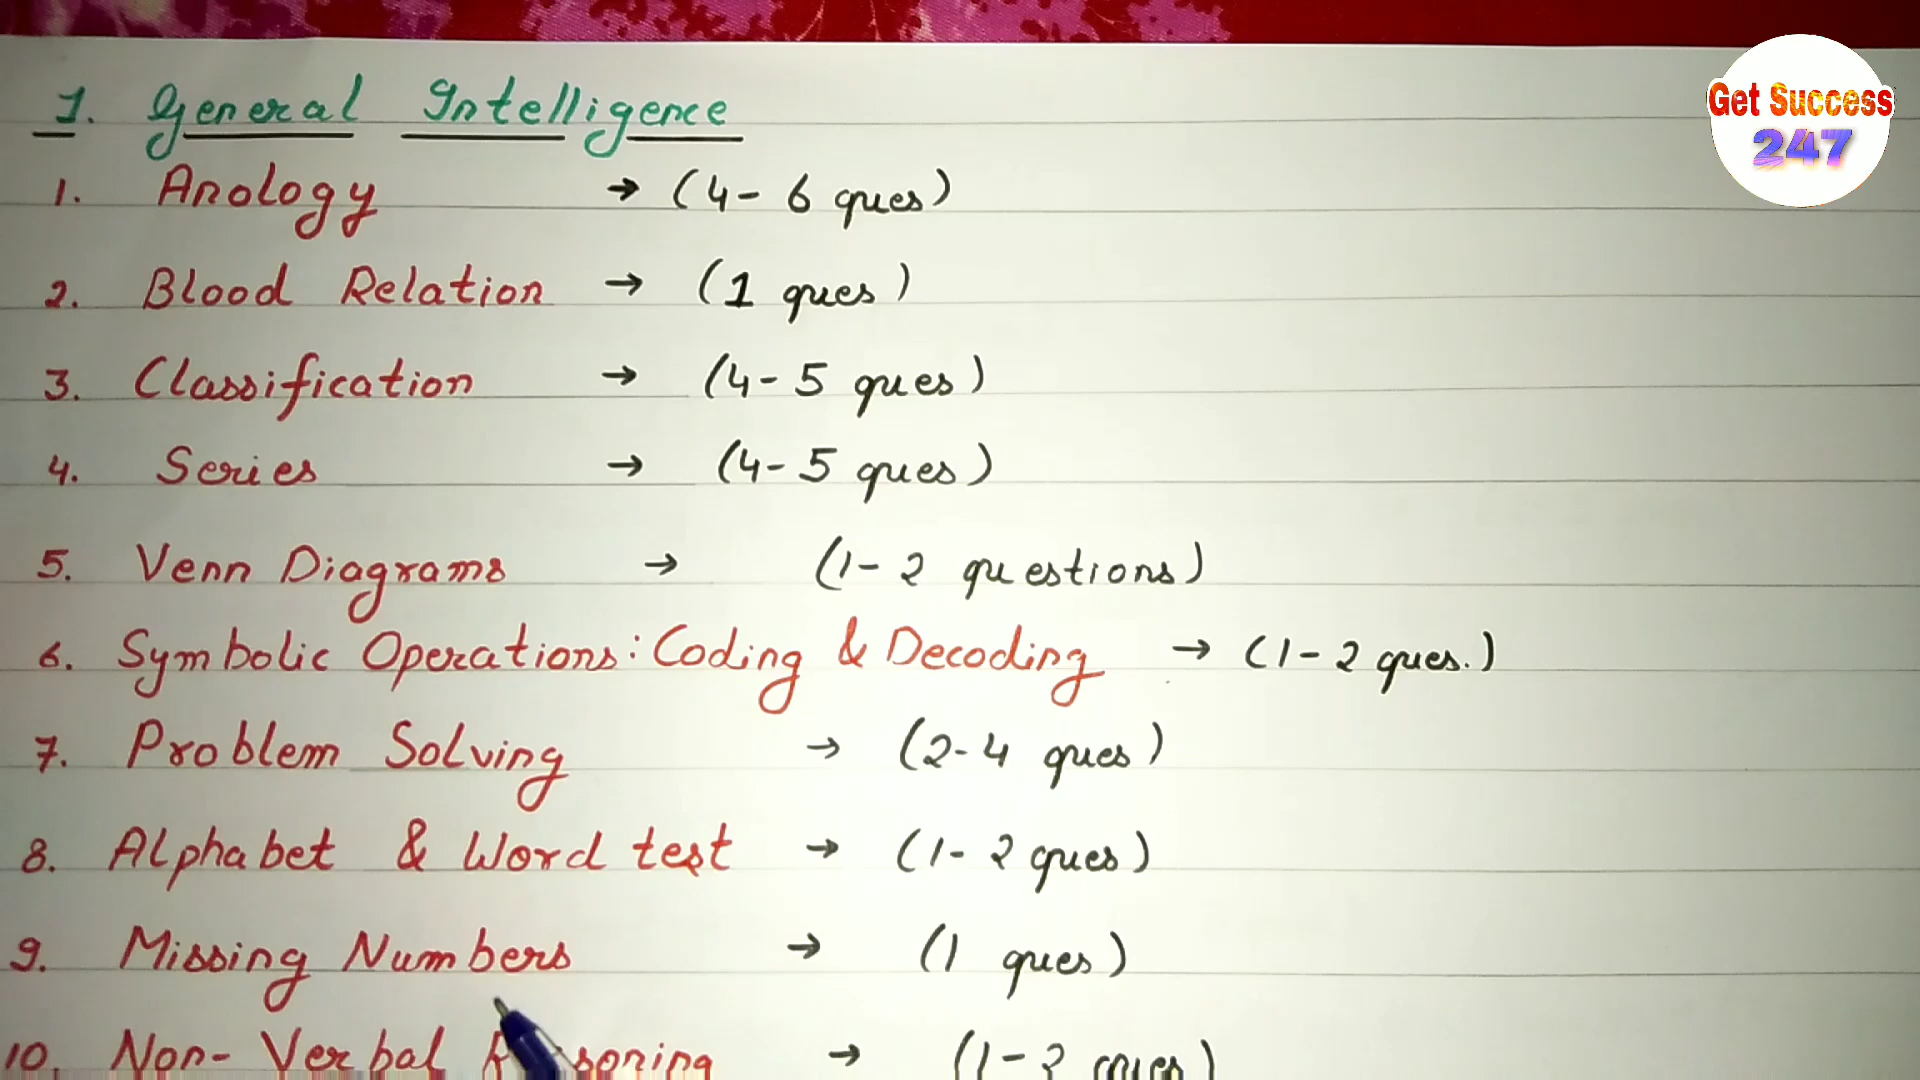 1. General Intelligence
Get Success
247
1. Anology → (4-6 ques)
2. Blood Relation → (1 ques)
3. Classification → (4-5 ques)
4. Series → (4-5 ques)
5. Venn Diagrams → (1-2 questions)
6. Symbolic Operations: Coding & Decoding → (1-2 ques.)
7. Problem Solving → (2-4 ques)
8. Alphabet & Word test → (1-2 ques)
9. Missing Numbers → (1 ques)
10. Non-Verbal → ques)